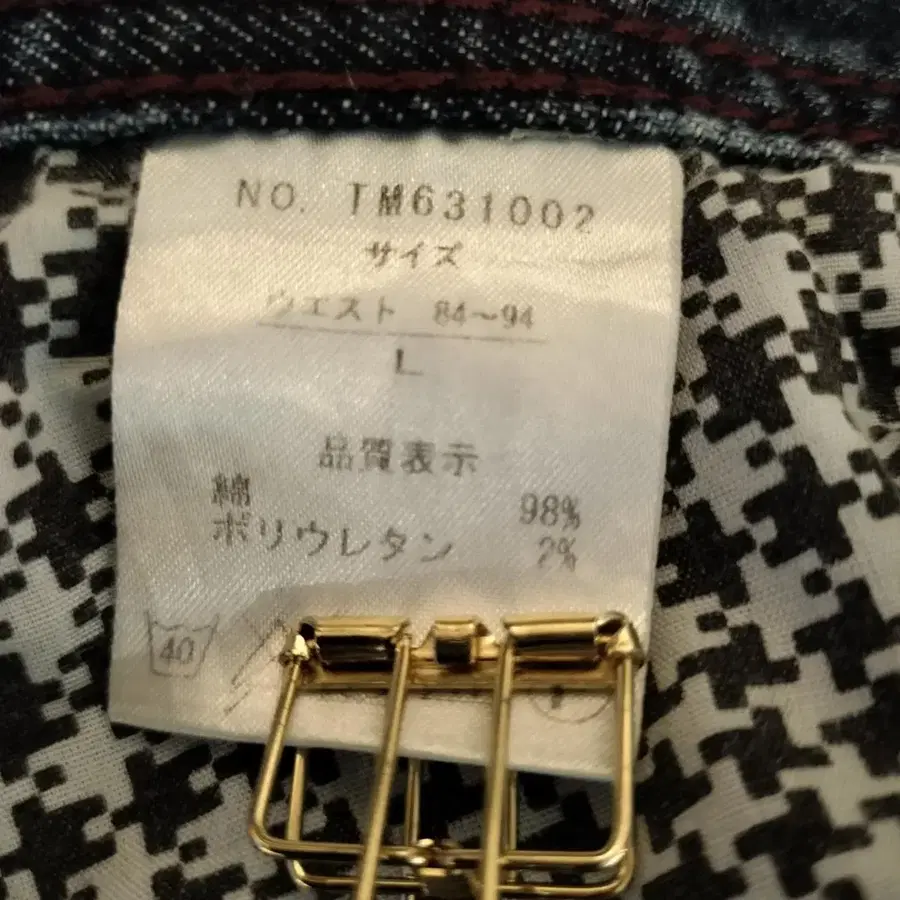 NO. TM631002
サイズ
ウエスト 84～94
L
品質表示
綿 98%
ポリウレタン 2%
40